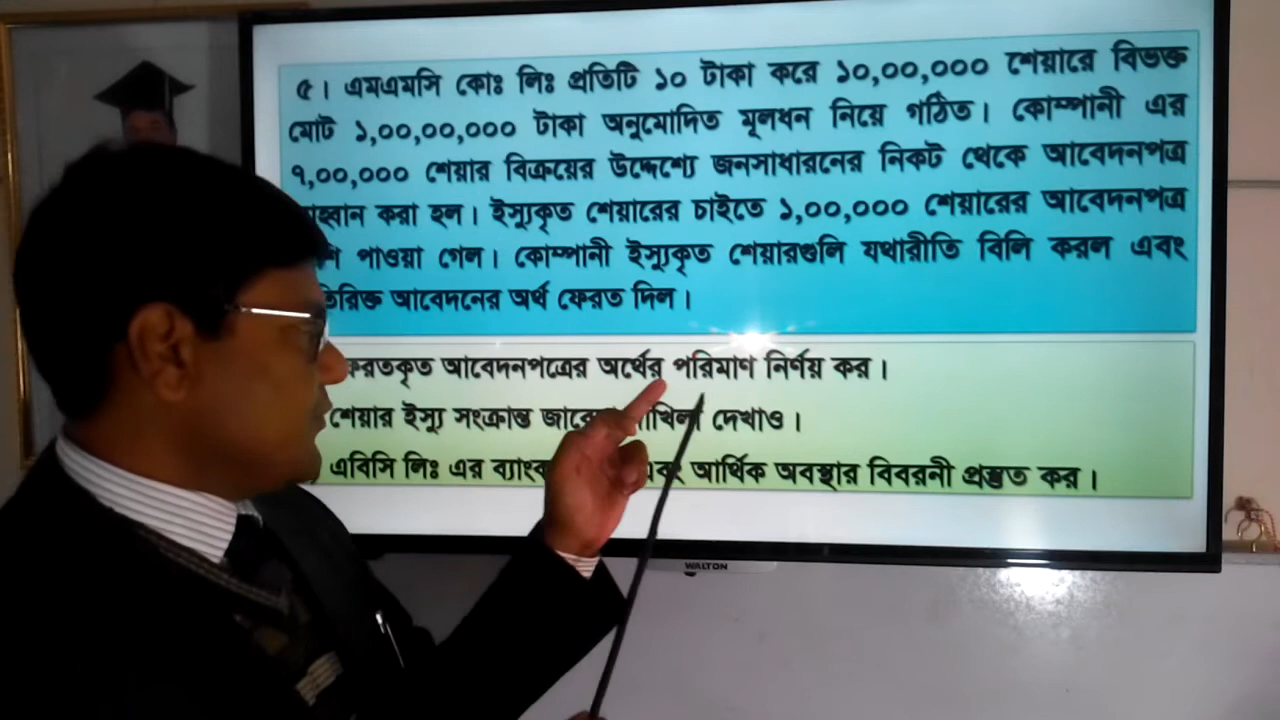 ৫। এমএমসি কোঃ লিঃ প্রতিটি ১০ টাকা করে ১০,০০,০০০ শেয়ারে বিভক্ত
মোট ১,০০,০০,০০০ টাকা অনুমোদিত মূলধন নিয়ে গঠিত। কোম্পানী এর
৭,০০,০০০ শেয়ার বিক্রয়ের উদ্দেশ্যে জনসাধারনের নিকট থেকে আবেদনপত্র
করা হল। ইস্যুকৃত শেয়ারের চাইতে ১,০০,০০০ শেয়ারের আবেদনপত্র
পাওয়া গেল। কোম্পানী ইস্যুকৃত শেয়ারগুলি যথারীতি বিলি করল এবং
আবেদনের অর্থ ফেরত দিল।
আবেদনপত্রের অর্থের পরিমাণ নির্ণয় কর।
শেয়ার ইস্যু সংক্রান্ত দেখাও।
এবিসি লিঃ এর আর্থিক অবস্থার বিবরনী প্রস্তুত কর।
WALTON